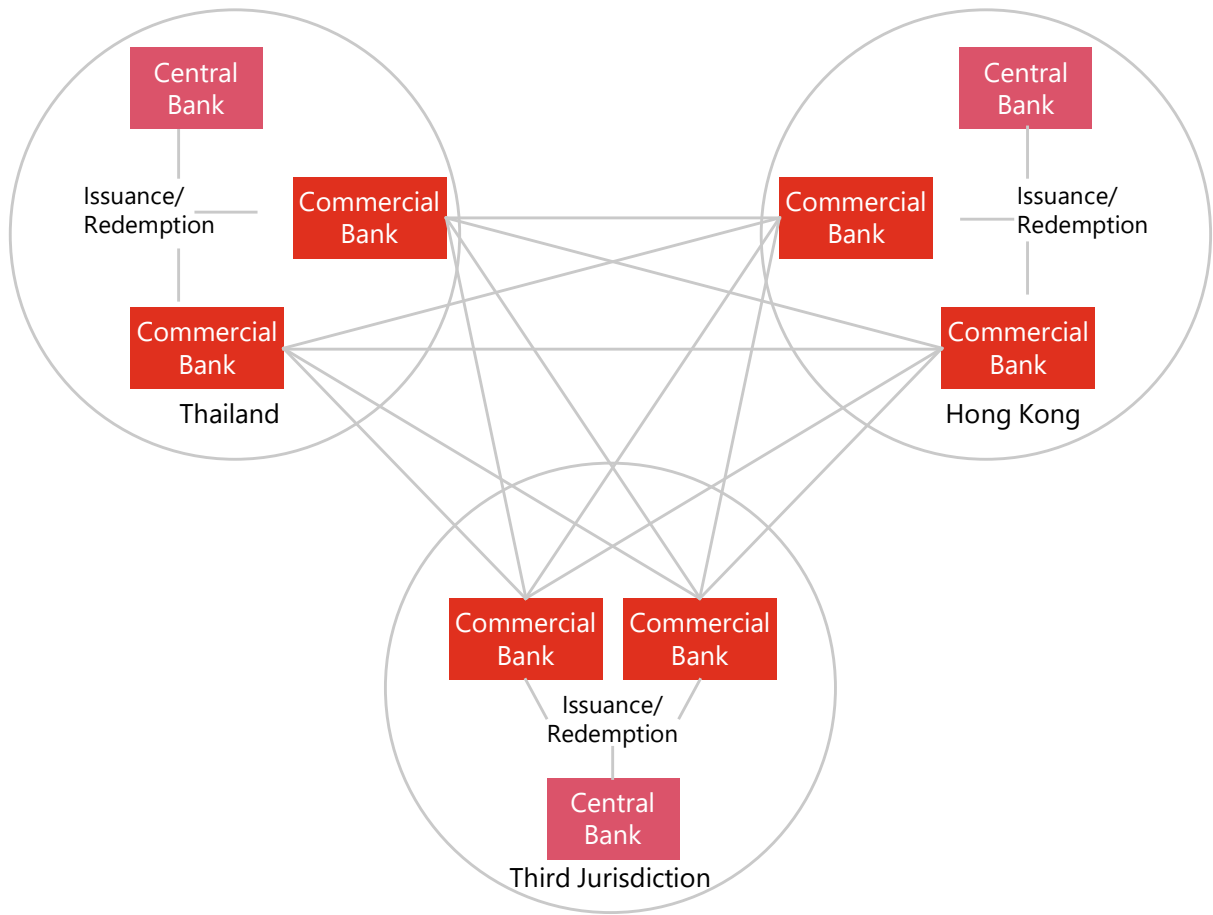 Central
Bank
Issuance/
Redemption
Commercial
Bank
Commercial
Bank
Thailand
Central
Bank
Commercial
Bank
Issuance/
Redemption
Commercial
Bank
Hong Kong
Commercial
Bank
Commercial
Bank
Issuance/
Redemption
Central
Bank
Third Jurisdiction